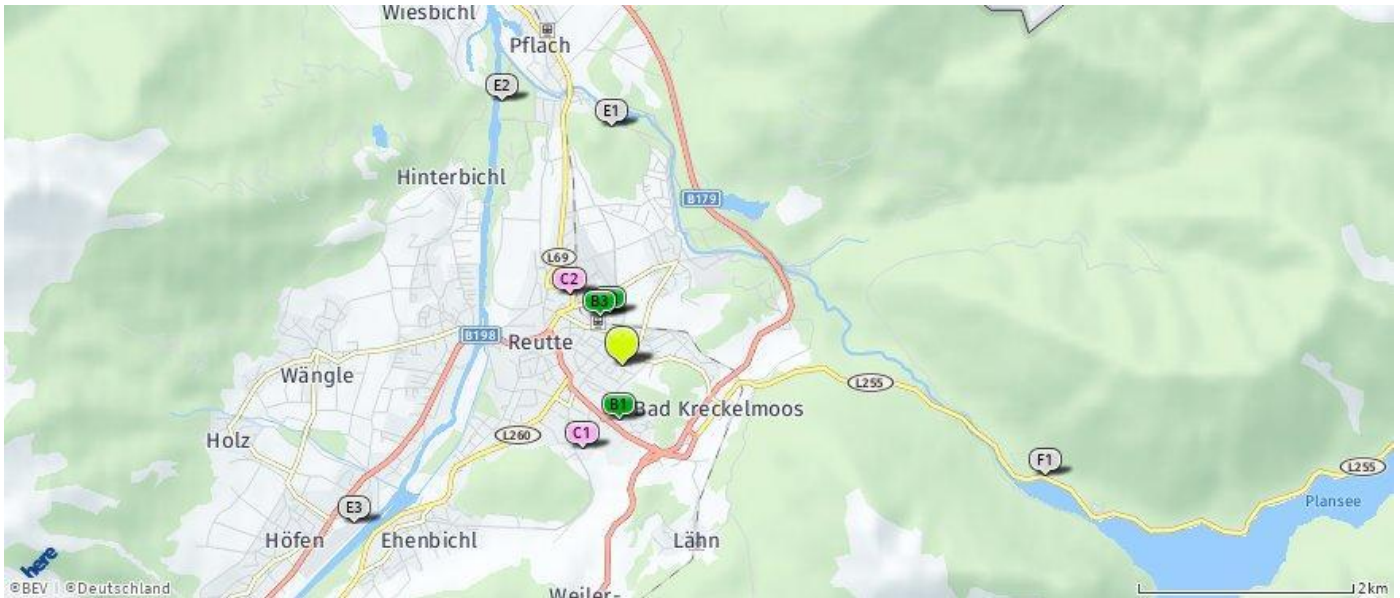 Wiesbichl
Pflach
E2
E1
Hinterbichl
B179
L69
C2
B3
B198
Reutte
Wängle
L255
B1
Bad Kreckelmoos
C1
L260
Holz
F1
L255
Plansee
E3
Höfen
Ehenbichl
Lähn
here
©BEV | ©Deutschland
Weiler-
2km